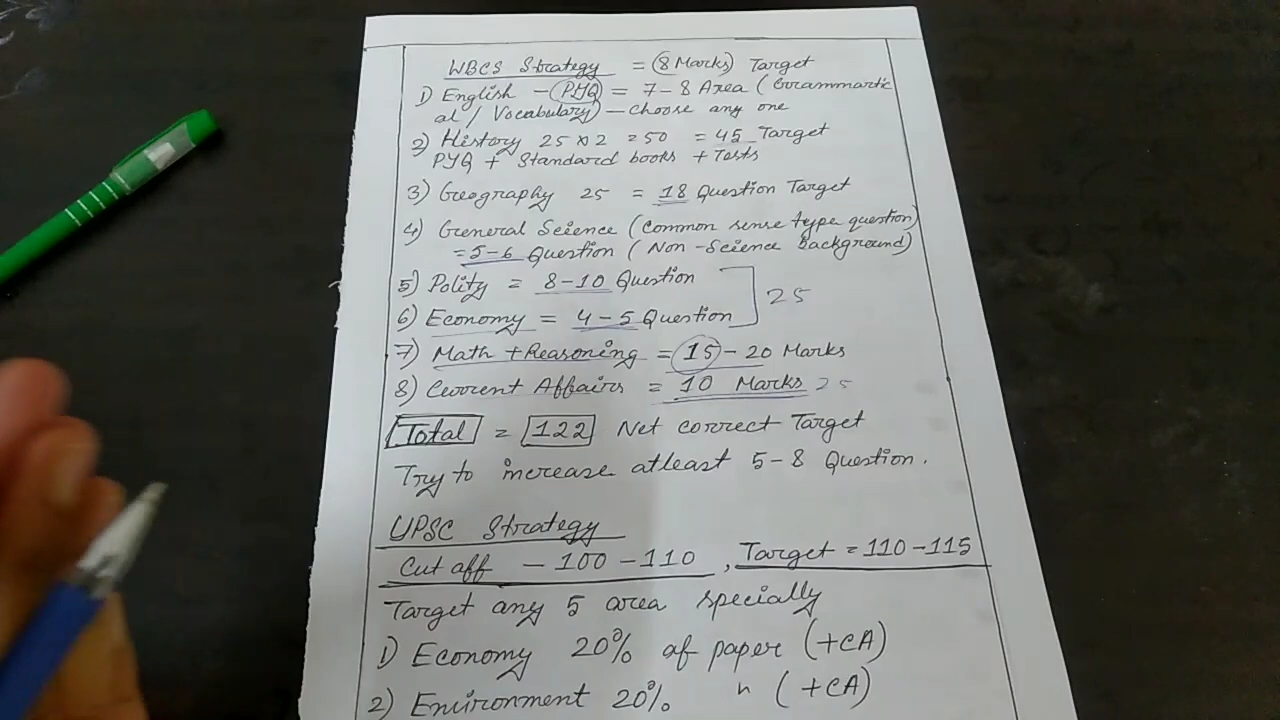 WBCS Strategy = 8 Marks Target
1) English - PYQ = 7-8 Area (Grammartic
al / Vocabulary) - Choose any one
2) History 25 x 2 = 50 = 45 Target
PYQ + Standard books + Tests
3) Geography 25 = 18 Question Target
4) General Science (Common sense type question)
= 5-6 Question (Non-Science Background)
5) Polity = 8-10 Question
25
6) Economy = 4-5 Question
7) Math + Reasoning = 15 - 20 Marks
8) Current Affairs = 10 Marks 25
Total = 122 Net correct Target
Try to increase atleast 5-8 Question.
UPSC Strategy
Cut off - 100-110, Target = 110-115
Target any 5 area specially
1) Economy 20% of paper (+CA)
2) Environment 20% " (+CA)